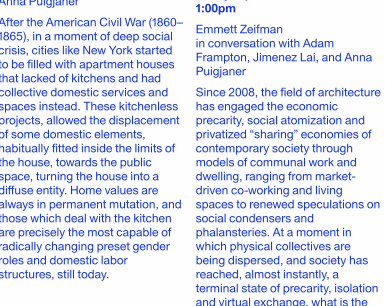 Anna Puigjaner
After the American Civil War (1860–
1865), in a moment of deep social
crisis, cities like New York started
to be filled with apartment houses
that lacked of kitchens and had
collective domestic services and
spaces instead. These kitchenless
projects, allowed the displacement
of some domestic elements,
habitually fitted inside the limits of
the house, towards the public
space, turning the house into a
diffuse entity. Home values are
always in permanent mutation, and
those which deal with the kitchen
are precisely the most capable of
radically changing preset gender
roles and domestic labor
structures, still today.
1:00pm
Emmett Zeifman
in conversation with Adam
Frampton, Jimenez Lai, and Anna
Puigjaner
Since 2008, the field of architecture
has engaged the economic
precarity, social atomization and
privatized “sharing” economies of
contemporary society through
models of communal work and
dwelling, ranging from market-
driven co-working and living
spaces to renewed speculations on
social condensers and
phalansteries. At a moment in
which physical collectives are
being dispersed, and society has
reached, almost instantly, a
terminal state of precarity, isolation
and virtual exchange, what is the